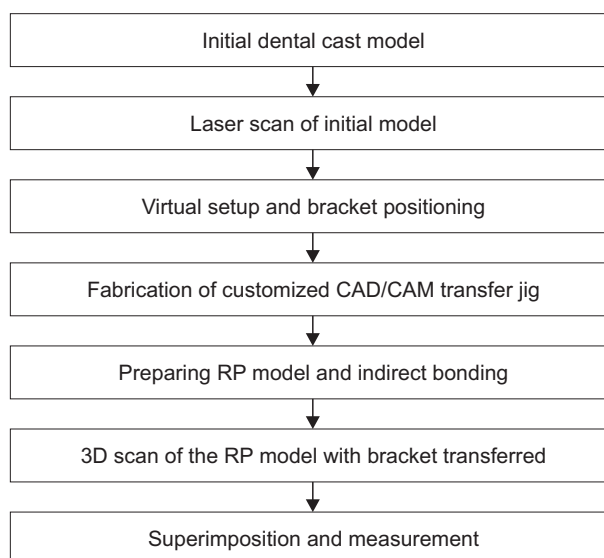 Initial dental cast model
Laser scan of initial model
Virtual setup and bracket positioning
Fabrication of customized CAD/CAM transfer jig
Preparing RP model and indirect bonding
3D scan of the RP model with bracket transferred
Superimposition and measurement